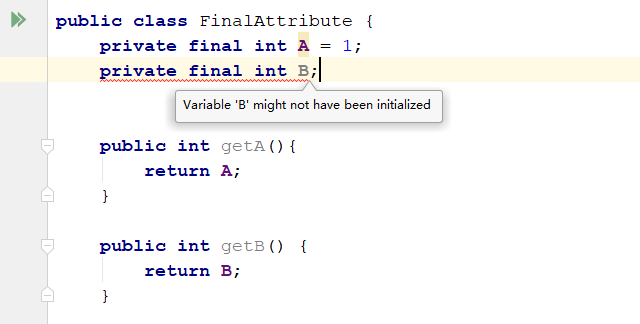 public class FinalAttribute {
    private final int A = 1;
    private final int B;
Variable 'B' might not have been initialized
    public int getA(){
        return A;
    }
    public int getB() {
        return B;
    }